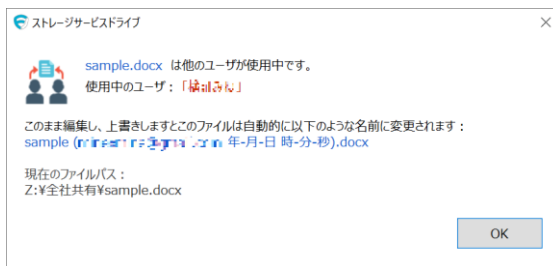 ストレージサービスドライブ
sample.docx は他のユーザが使用中です。
使用中のユーザ:「
このまま編集し、上書きしますとこのファイルは自動的に以下のような名前に変更されます:
sample ( 年-月-日 時-分-秒).docx
現在のファイルパス:
Z:¥全社共有¥sample.docx
OK